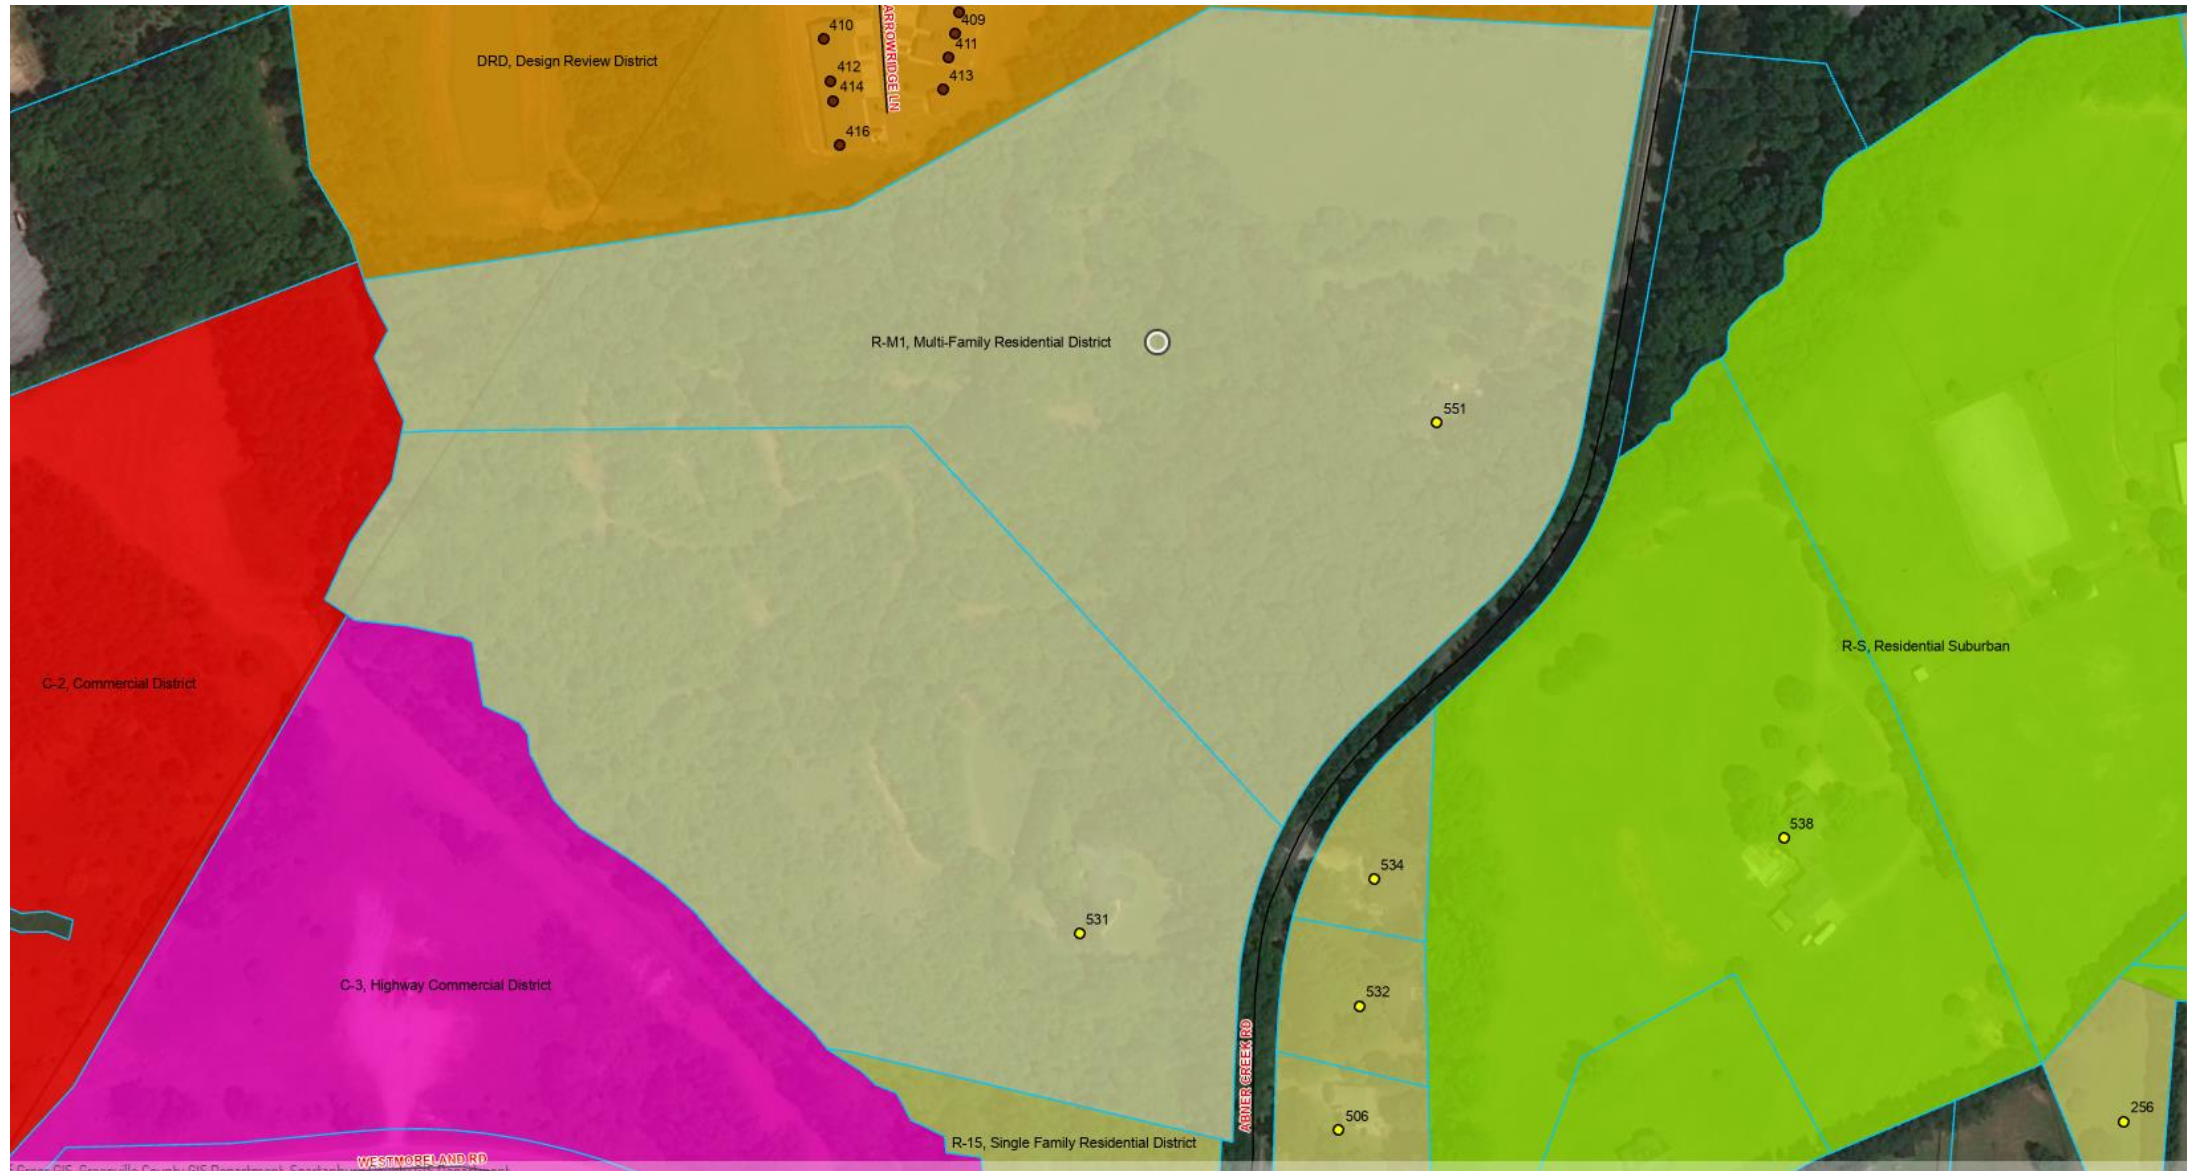 409
410
ARROWRIDGE LN
411
DRD, Design Review District
412
414
413
416
R-M1, Multi-Family Residential District
551
R-S, Residential Suburban
C-2, Commercial District
538
534
531
C-3, Highway Commercial District
532
ABNER CREEK RD
256
506
R-15, Single Family Residential District
WESTMORELAND RD